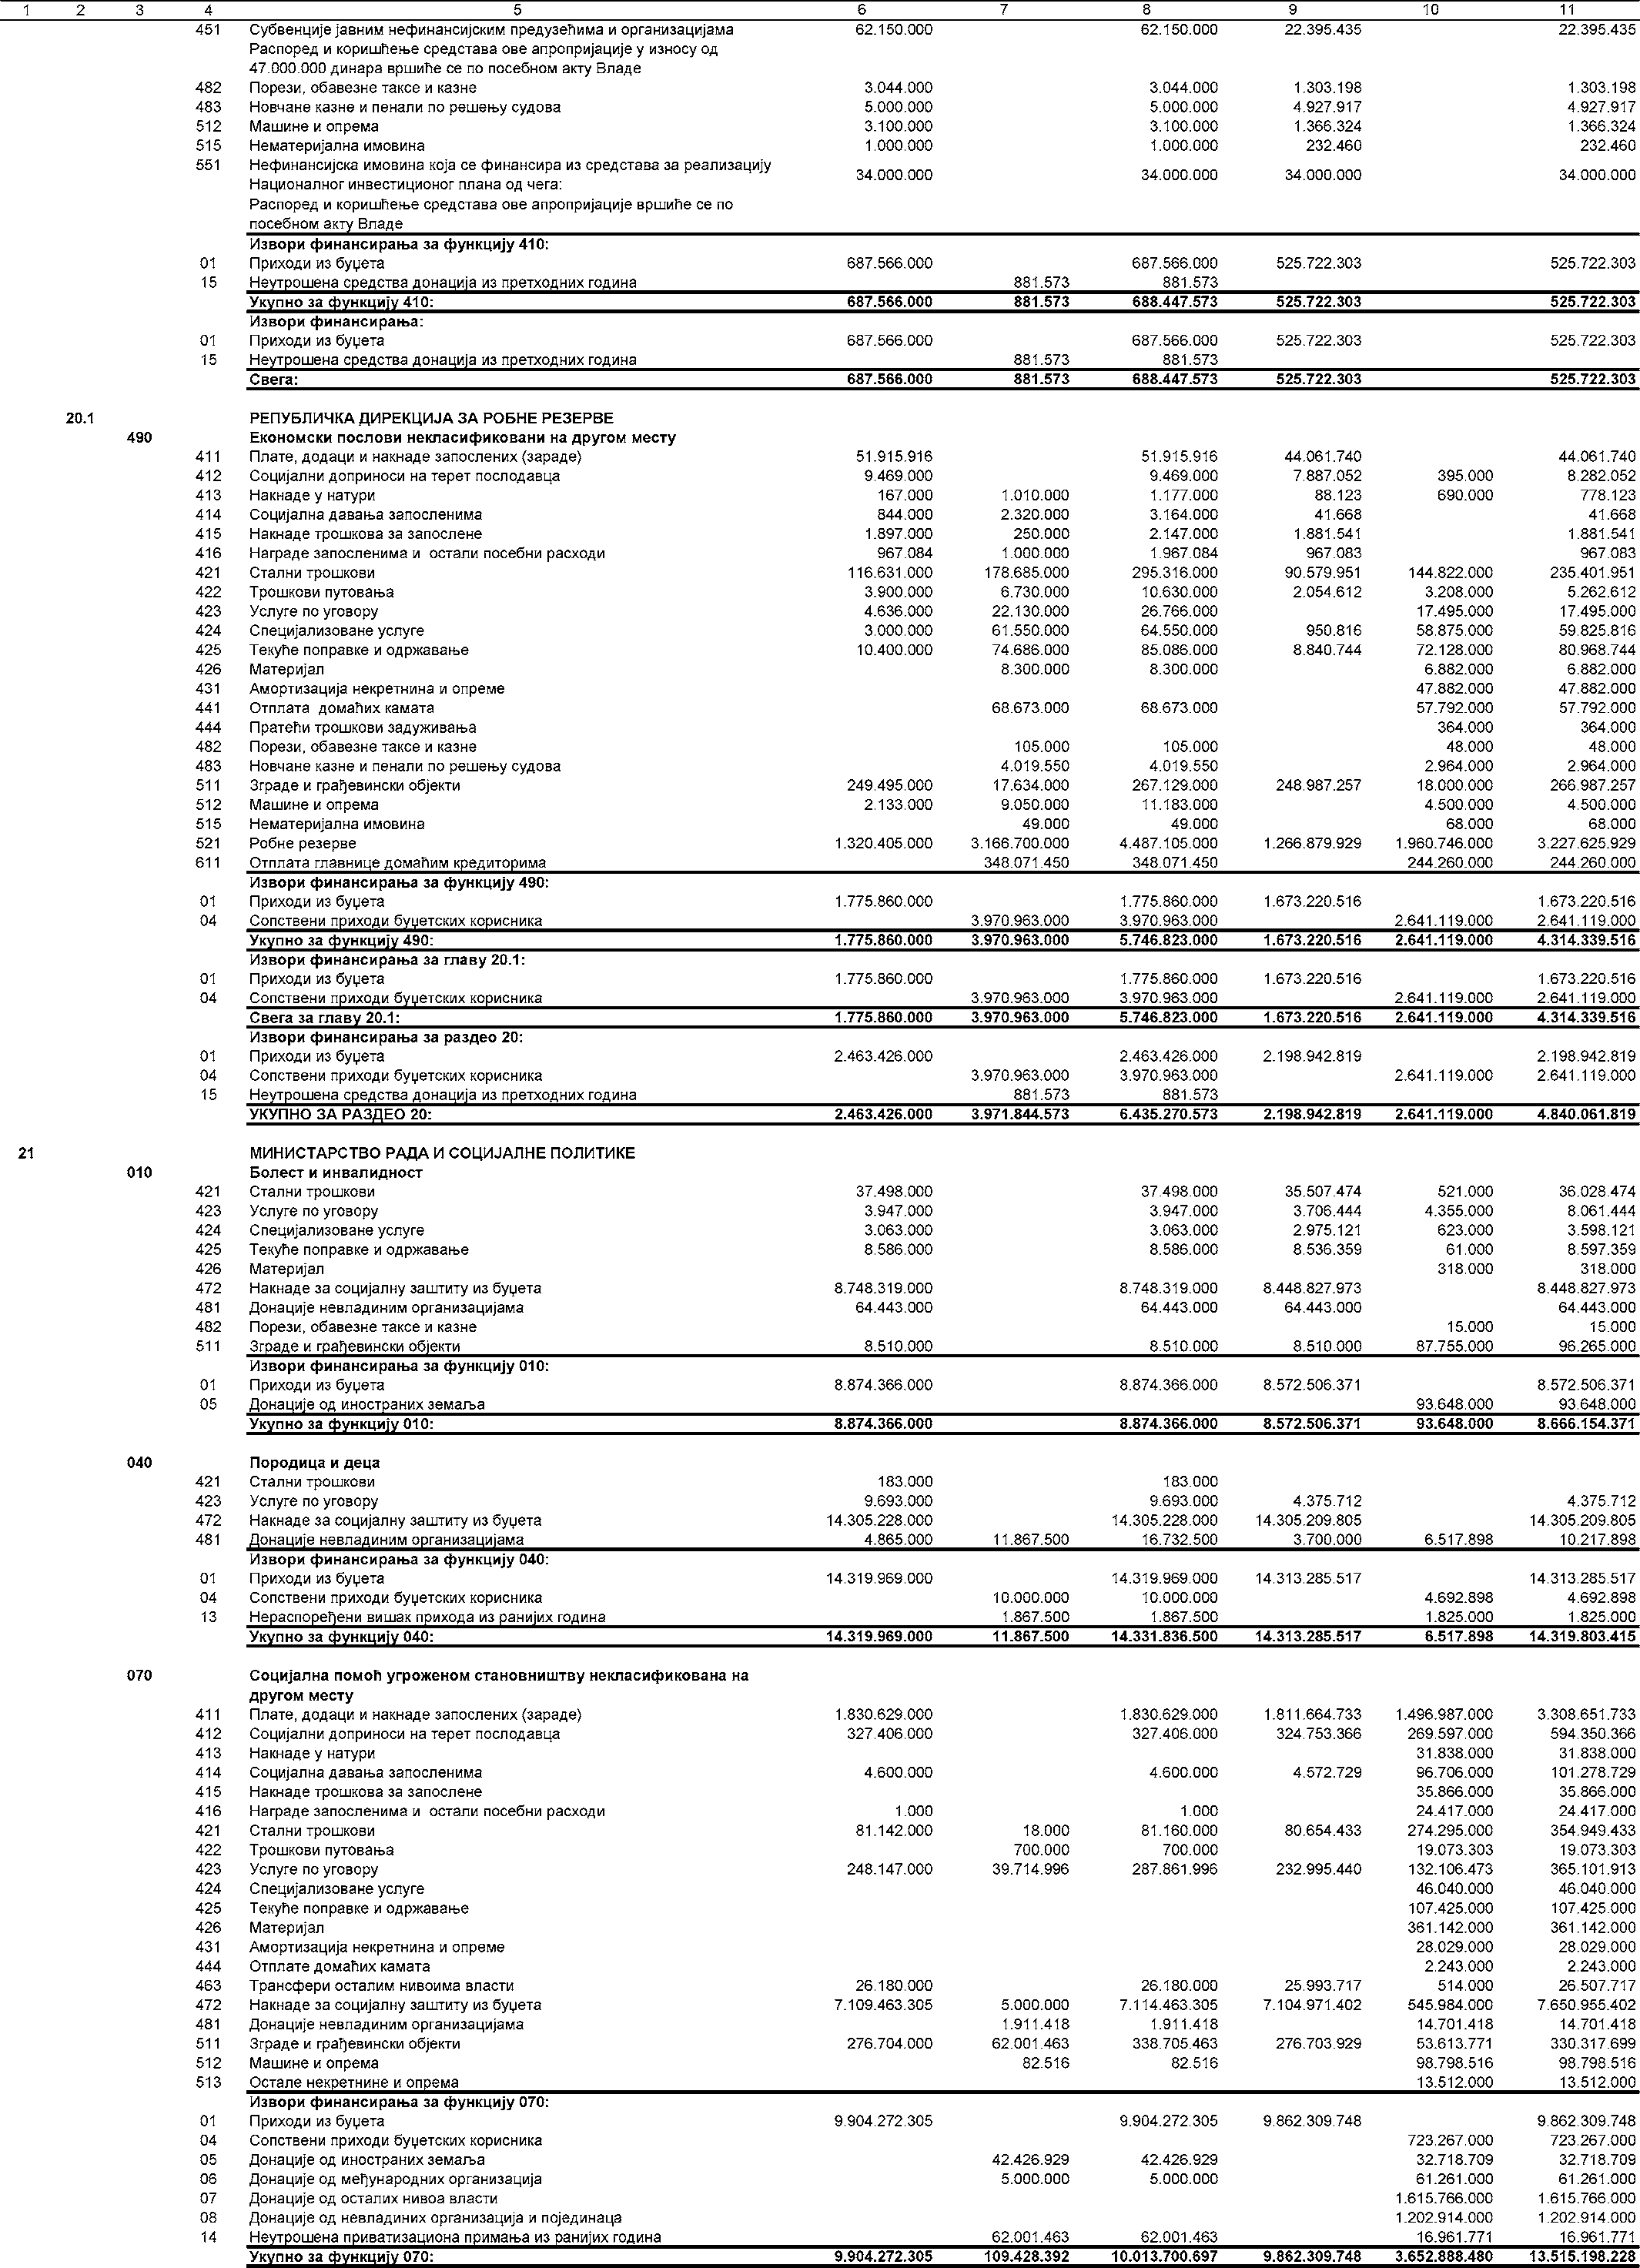 1 2 3 4 5 6 7 8 9 10 11
451 Субвенције јавним нефинансијским предузећима и организацијама 62.150.000 62.150.000 22.395.435 22.395.435
Распоред и коришћење средстава ове апропријације у износу од
47.000.000 динара вршиће се по посебном акту Владе
482 Порези, обавезне таксе и казне 3.044.000 3.044.000 1.303.198 1.303.198
483 Новчане казне и пенали по решењу судова 5.000.000 5.000.000 4.927.917 4.927.917
512 Машине и опрема 3.100.000 3.100.000 1.366.324 1.366.324
515 Нематеријална имовина 1.000.000 1.000.000 232.460 232.460
551 Нефинансијска имовина која се финансира из средстава за реализацију
Националног инвестиционог плана од чега: 34.000.000 34.000.000 34.000.000 34.000.000
Распоред и коришћење средстава ове апропријације вршиће се по
посебном акту Владе
Извори финансирања за функцију 410:
01 Приходи из буџета 687.566.000 687.566.000 525.722.303 525.722.303
15 Неутрошена средства донација из претходних година 881.573 881.573
Укупно за функцију 410: 687.566.000 881.573 688.447.573 525.722.303 525.722.303
Извори финансирања:
01 Приходи из буџета 687.566.000 687.566.000 525.722.303 525.722.303
15 Неутрошена средства донација из претходних година 881.573 881.573
Свега: 687.566.000 881.573 688.447.573 525.722.303 525.722.303
20.1 РЕПУБЛИЧКА ДИРЕКЦИЈА ЗА РОБНЕ РЕЗЕРВЕ
490 Економски послови некласификовани на другом месту
411 Плате, додаци и накнаде запослених (зараде) 51.915.916 51.915.916 44.061.740 44.061.740
412 Социјални доприноси на терет послодавца 9.469.000 9.469.000 7.887.052 395.000 8.282.052
413 Накнаде у натури 167.000 1.010.000 1.177.000 88.123 690.000 778.123
414 Социјална давања запосленима 844.000 2.320.000 3.164.000 41.668 41.668
415 Накнаде трошкова за запослене 1.897.000 250.000 2.147.000 1.881.541 1.881.541
416 Награде запосленима и остали посебни расходи 967.084 1.000.000 1.967.084 967.083 967.083
421 Стални трошкови 116.631.000 178.685.000 295.316.000 90.579.951 144.822.000 235.401.951
422 Трошкови путовања 3.900.000 6.730.000 10.630.000 2.054.612 3.208.000 5.262.612
423 Услуге по уговору 4.636.000 22.130.000 26.766.000 17.495.000 17.495.000
424 Специјализоване услуге 3.000.000 61.550.000 64.550.000 950.816 58.875.000 59.825.816
425 Текуће поправке и одржавање 10.400.000 74.686.000 85.086.000 8.840.744 72.128.000 80.968.744
426 Материјал 8.300.000 8.300.000 6.882.000 6.882.000
431 Амортизација некретнина и опреме 47.882.000 47.882.000
441 Отплата домаћих камата 68.673.000 68.673.000 57.792.000 57.792.000
444 Пратећи трошкови задуживања 364.000 364.000
482 Порези, обавезне таксе и казне 105.000 105.000 48.000 48.000
483 Новчане казне и пенали по решењу судова 4.019.550 4.019.550 2.964.000 2.964.000
511 Зграде и грађевински објекти 249.495.000 17.634.000 267.129.000 248.987.257 18.000.000 266.987.257
512 Машине и опрема 2.133.000 9.050.000 11.183.000 4.500.000 4.500.000
515 Нематеријална имовина 49.000 49.000 68.000 68.000
521 Робне резерве 1.320.405.000 3.166.700.000 4.487.105.000 1.266.879.929 1.960.746.000 3.227.625.929
611 Отплата главнице домаћим кредиторима 348.071.450 348.071.450 244.260.000 244.260.000
Извори финансирања за функцију 490:
01 Приходи из буџета 1.775.860.000 1.775.860.000 1.673.220.516 1.673.220.516
04 Сопствени приходи буџетских корисника 3.970.963.000 3.970.963.000 2.641.119.000 2.641.119.000
Укупно за функцију 490: 1.775.860.000 3.970.963.000 5.746.823.000 1.673.220.516 2.641.119.000 4.314.339.516
Извори финансирања за главу 20.1:
01 Приходи из буџета 1.775.860.000 1.775.860.000 1.673.220.516 1.673.220.516
04 Сопствени приходи буџетских корисника 3.970.963.000 3.970.963.000 2.641.119.000 2.641.119.000
Свега за главу 20.1: 1.775.860.000 3.970.963.000 5.746.823.000 1.673.220.516 2.641.119.000 4.314.339.516
Извори финансирања за раздео 20:
01 Приходи из буџета 2.463.426.000 2.463.426.000 2.198.942.819 2.198.942.819
04 Сопствени приходи буџетских корисника 3.970.963.000 3.970.963.000 2.641.119.000 2.641.119.000
15 Неутрошена средства донација из претходних година 881.573 881.573
УКУПНО ЗА РАЗДЕО 20: 2.463.426.000 3.971.844.573 6.435.270.573 2.198.942.819 2.641.119.000 4.840.061.819
21 МИНИСТАРСТВО РАДА И СОЦИЈАЛНЕ ПОЛИТИКЕ
010 Болест и инвалидност
421 Стални трошкови 37.498.000 37.498.000 35.507.474 521.000 36.028.474
423 Услуге по уговору 3.947.000 3.947.000 3.706.444 4.355.000 8.061.444
424 Специјализоване услуге 3.063.000 3.063.000 2.975.121 623.000 3.598.121
425 Текуће поправке и одржавање 8.586.000 8.586.000 8.536.359 61.000 8.597.359
426 Материјал 318.000 318.000
472 Накнаде за социјалну заштиту из буџета 8.748.319.000 8.748.319.000 8.448.827.973 8.448.827.973
481 Донације невладиним организацијама 64.443.000 64.443.000 64.443.000 64.443.000
482 Порези, обавезне таксе и казне 15.000 15.000
511 Зграде и грађевински објекти 8.510.000 8.510.000 8.510.000 87.755.000 96.265.000
Извори финансирања за функцију 010:
01 Приходи из буџета 8.874.366.000 8.874.366.000 8.572.506.371 8.572.506.371
05 Донације од иностраних земаља 93.648.000 93.648.000
Укупно за функцију 010: 8.874.366.000 8.874.366.000 8.572.506.371 93.648.000 8.666.154.371
040 Породица и деца
421 Стални трошкови 183.000 183.000
423 Услуге по уговору 9.693.000 9.693.000 4.375.712 4.375.712
472 Накнаде за социјалну заштиту из буџета 14.305.228.000 14.305.228.000 14.305.209.805 14.305.209.805
481 Донације невладиним организацијама 4.865.000 11.867.500 16.732.500 3.700.000 6.517.898 10.217.898
Извори финансирања за функцију 040:
01 Приходи из буџета 14.319.969.000 14.319.969.000 14.313.285.517 14.313.285.517
04 Сопствени приходи буџетских корисника 10.000.000 10.000.000 4.692.898 4.692.898
13 Нераспоређени вишак прихода из ранијих година 1.867.500 1.867.500 1.825.000 1.825.000
Укупно за функцију 040: 14.319.969.000 11.867.500 14.331.836.500 14.313.285.517 6.517.898 14.319.803.415
070 Социјална помоћ угроженом становништву некласификована на
другом месту
411 Плате, додаци и накнаде запослених (зараде) 1.830.629.000 1.830.629.000 1.811.664.733 1.496.987.000 3.308.651.733
412 Социјални доприноси на терет послодавца 327.406.000 327.406.000 324.753.366 269.597.000 594.350.366
413 Накнаде у натури 31.838.000 31.838.000
414 Социјална давања запосленима 4.600.000 4.600.000 4.572.729 96.706.000 101.278.729
415 Накнаде трошкова за запослене 35.866.000 35.866.000
416 Награде запосленима и остали посебни расходи 1.000 1.000 24.417.000 24.417.000
421 Стални трошкови 81.142.000 18.000 81.160.000 80.654.433 274.295.000 354.949.433
422 Трошкови путовања 700.000 700.000 19.073.303 19.073.303
423 Услуге по уговору 248.147.000 39.714.996 287.861.996 232.995.440 132.106.473 365.101.913
424 Специјализоване услуге 46.040.000 46.040.000
425 Текуће поправке и одржавање 107.425.000 107.425.000
426 Материјал 361.142.000 361.142.000
431 Амортизација некретнина и опреме 28.029.000 28.029.000
444 Отплате домаћих камата 2.243.000 2.243.000
463 Трансфери осталим нивоима власти 26.180.000 26.180.000 25.993.717 514.000 26.507.717
472 Накнаде за социјалну заштиту из буџета 7.109.463.305 5.000.000 7.114.463.305 7.104.971.402 545.984.000 7.650.955.402
481 Донације невладиним организацијама 1.911.418 1.911.418 14.701.418 14.701.418
511 Зграде и грађевински објекти 276.704.000 62.001.463 338.705.463 276.703.929 53.613.771 330.317.699
512 Машине и опрема 82.516 82.516 98.798.516 98.798.516
513 Остале некретнине и опрема 13.512.000 13.512.000
Извори финансирања за функцију 070:
01 Приходи из буџета 9.904.272.305 9.904.272.305 9.862.309.748 9.862.309.748
04 Сопствени приходи буџетских корисника 723.267.000 723.267.000
05 Донације од иностраних земаља 42.426.929 42.426.929 32.718.709 32.718.709
06 Донације од међународних организација 5.000.000 5.000.000 61.261.000 61.261.000
07 Донације од осталих нивоа власти 1.615.766.000 1.615.766.000
08 Донације од невладиних организација и појединаца 1.202.914.000 1.202.914.000
14 Неутрошена приватизациона примања из ранијих година 62.001.463 62.001.463 16.961.771 16.961.771
Укупно за функцију 070: 9.904.272.305 109.428.392 10.013.700.697 9.862.309.748 3.652.888.480 13.515.198.228